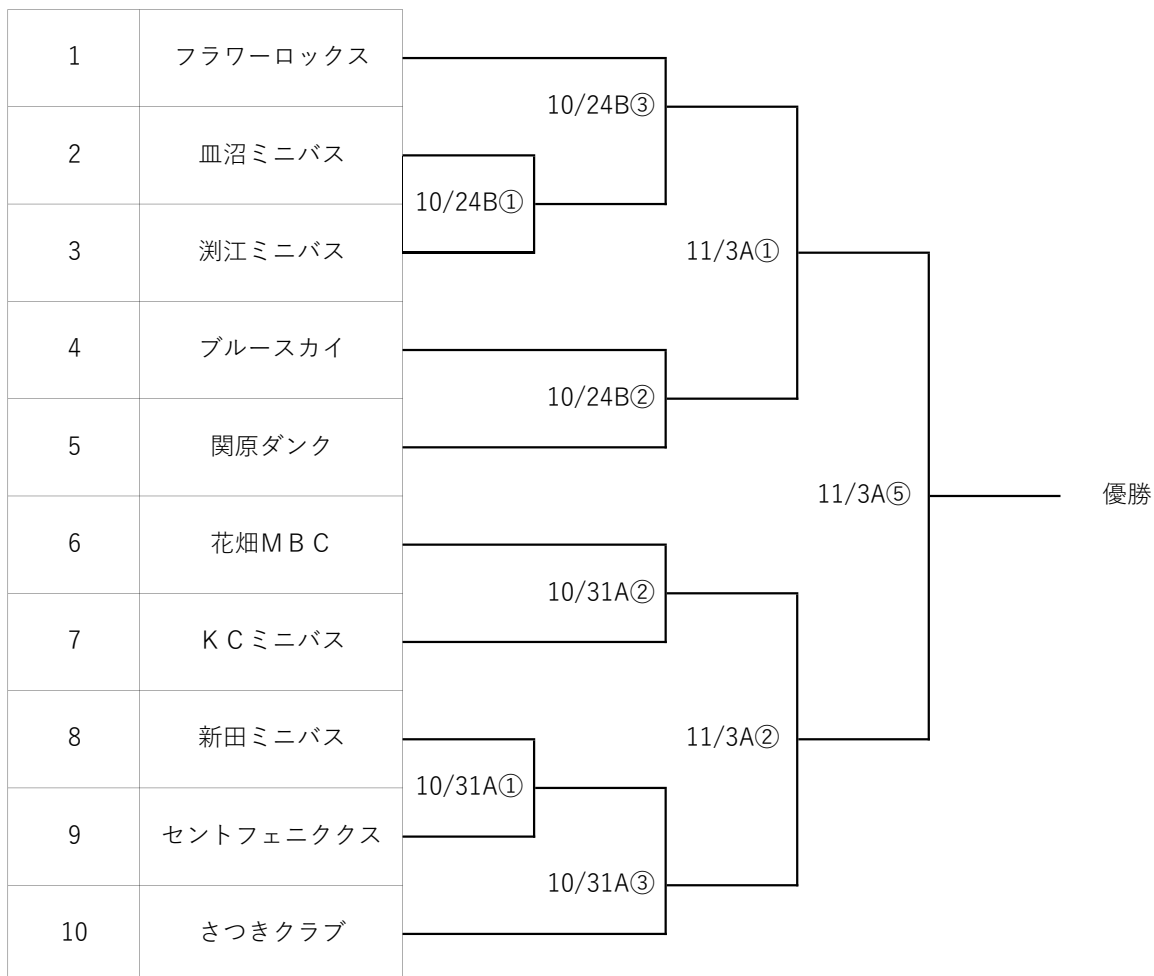 1 フラワーロックス
10/24B③
2 皿沼ミニバス
10/24B①
3 渕江ミニバス
11/3A①
4 ブルースカイ
10/24B②
5 関原ダンク
11/3A⑤ 優勝
6 花畑ＭＢＣ
10/31A②
7 ＫＣミニバス
8 新田ミニバス
11/3A②
10/31A①
9 セントフェニククス
10/31A③
10 さつきクラブ